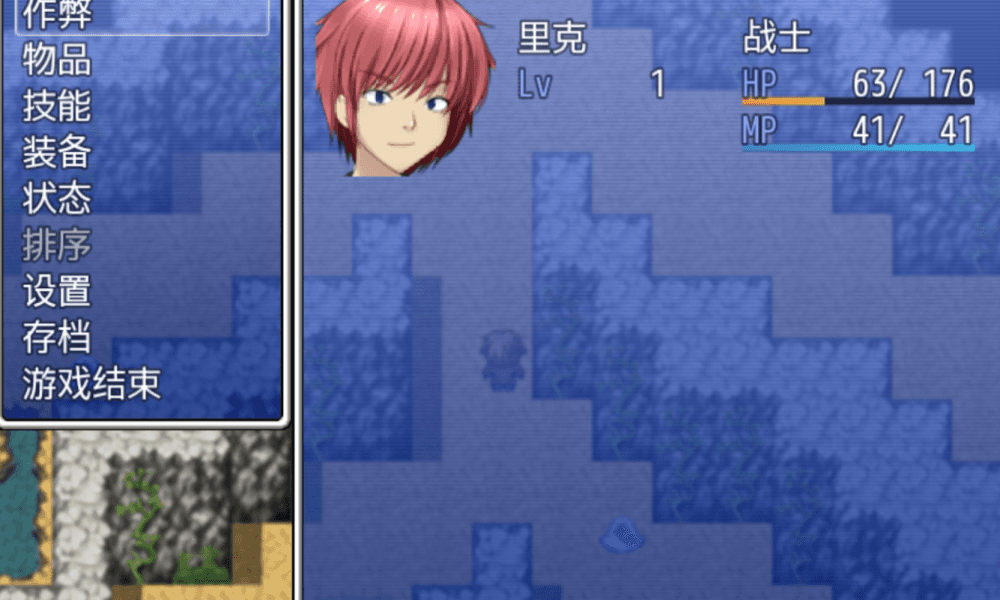 作弊
物品
技能
装备
状态
排序
设置
存档
游戏结束
里克 战士
Lv 1 HP 63/ 176
MP 41/ 41